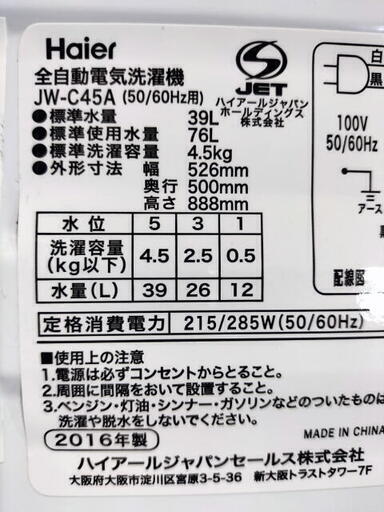 Haier
全自動電気洗濯機
JW-C45A (50/60Hz用)
JET
ハイアールジャパン
ホールディングス
株式会社
●標準水量 39L
●標準使用水量 76L
●標準洗濯容量 4.5kg
●外形寸法 幅 526mm
奥行 500mm
高さ 888mm
白
黒
100V
50/60Hz
アース
配線図
水位 5 3 1
洗濯容量(kg以下) 4.5 2.5 0.5
水量(L) 39 26 12
定格消費電力 215/285W(50/60Hz)
■使用上の注意
1.電源は必ずコンセントからとること。
2.周囲に間隔をおいて設置すること。
3.ベンジン・灯油・シンナー・ガソリンなどのついたものは
洗濯や脱水をしないでください。
2016年製
MADE IN CHINA
ハイアールジャパンセールス株式会社
大阪府大阪市淀川区宮原3-5-36 新大阪トラストタワー7F